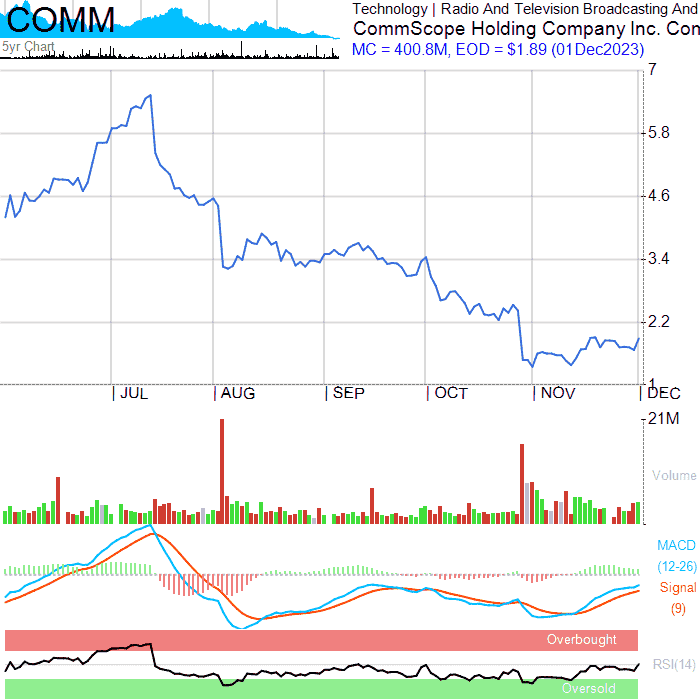 COMM
5yr Chart
Technology | Radio And Television Broadcasting And
CommScope Holding Company Inc. Con
MC = 400.8M, EOD = $1.89 (01Dec2023)
7
5.8
4.6
3.4
2.2
1
JUL AUG SEP OCT NOV DEC
21M
Volume
MACD
(12-26)
Signal
(9)
Overbought
RSI(14)
Oversold